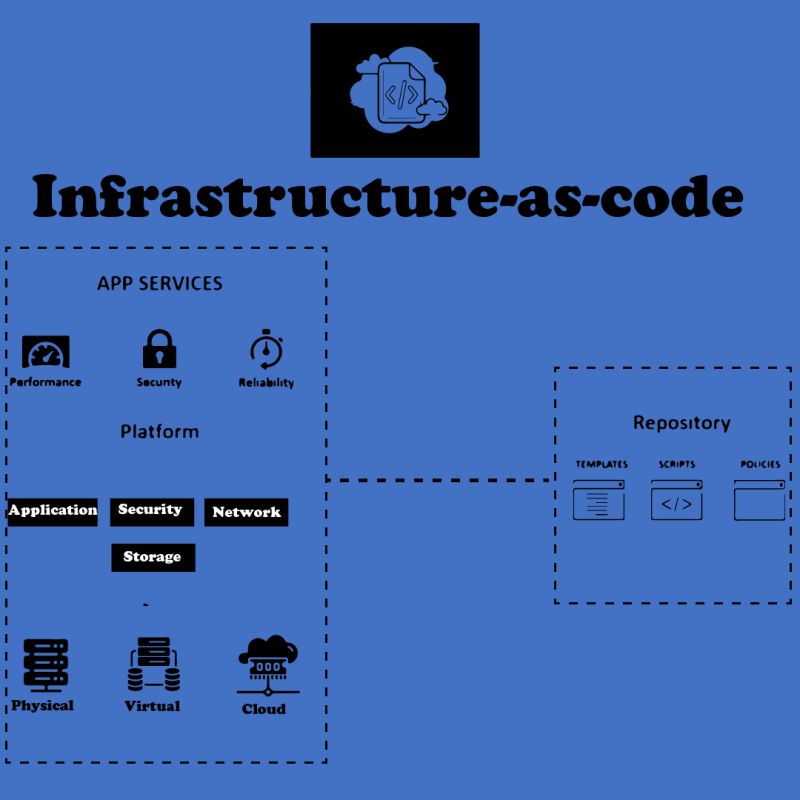 Infrastructure-as-code
APP SERVICES
Performance Security Reliability
Platform
Application Security Network
Storage
Physical Virtual Cloud
Repository
TEMPLATES SCRIPTS POLICIES
</>